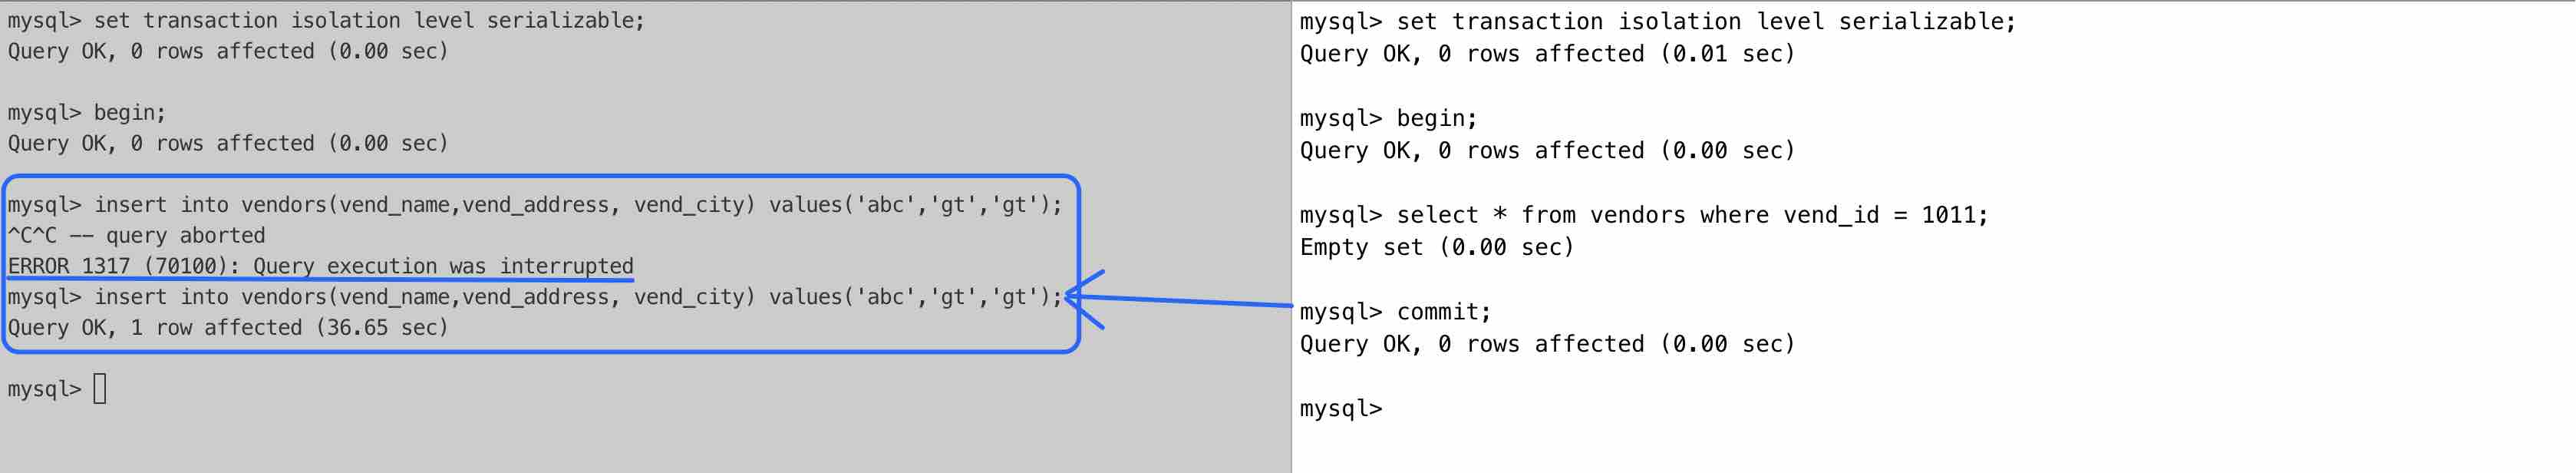 mysql> set transaction isolation level serializable;
Query OK, 0 rows affected (0.00 sec)
mysql> begin;
Query OK, 0 rows affected (0.00 sec)
mysql> insert into vendors(vend_name,vend_address, vend_city) values('abc','gt','gt');
^C^C -- query aborted
ERROR 1317 (70100): Query execution was interrupted
mysql> insert into vendors(vend_name,vend_address, vend_city) values('abc','gt','gt');
Query OK, 1 row affected (36.65 sec)
mysql>
mysql> set transaction isolation level serializable;
Query OK, 0 rows affected (0.01 sec)
mysql> begin;
Query OK, 0 rows affected (0.00 sec)
mysql> select * from vendors where vend_id = 1011;
Empty set (0.00 sec)
mysql> commit;
Query OK, 0 rows affected (0.00 sec)
mysql>